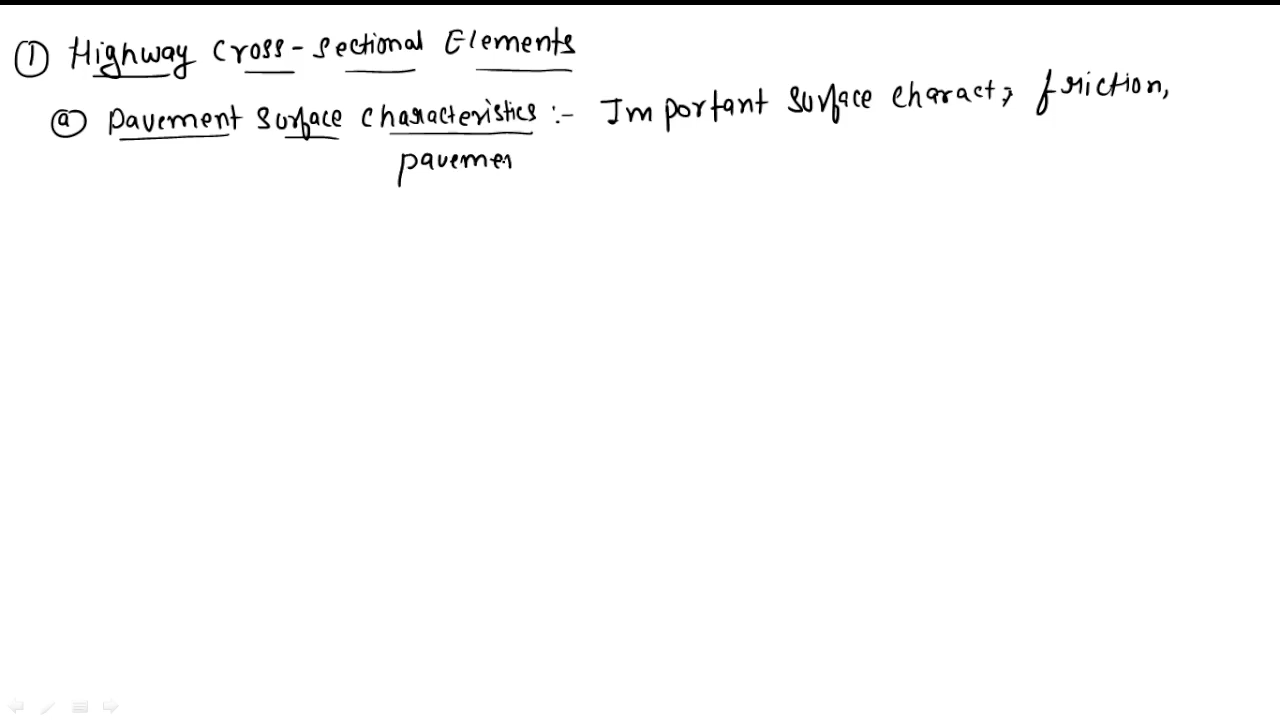 ① Highway Cross-Sectional Elements
ⓐ Pavement Surface Characteristics :- Important Surface Charact, friction,
paveme